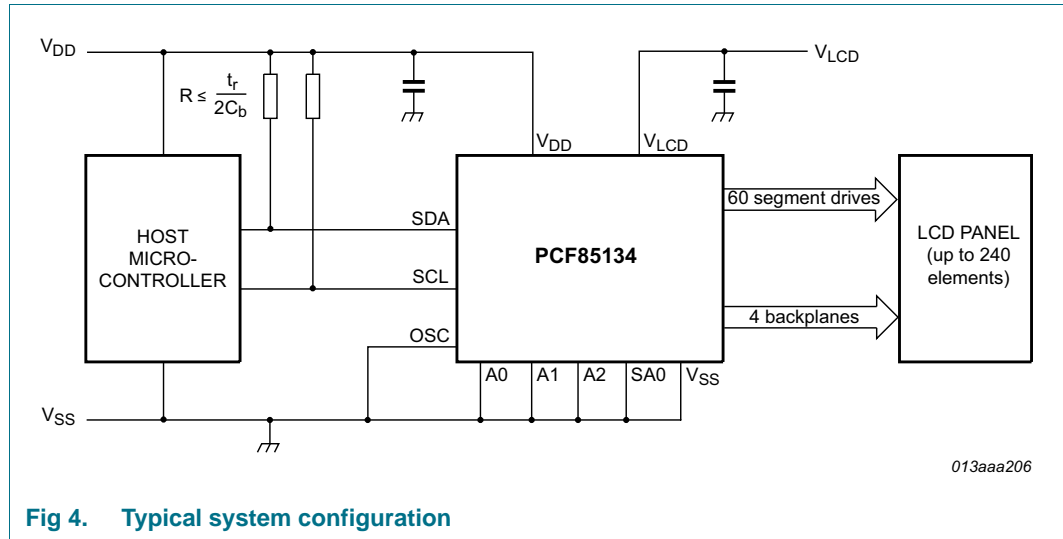 VDD
VLCD
R ≤ tr
2Cb
VDD
VLCD
HOST
MICRO-
CONTROLLER
SDA
SCL
OSC
PCF85134
60 segment drives
4 backplanes
LCD PANEL
(up to 240
elements)
A0 A1 A2 SA0 VSS
VSS
013aaa206
Fig 4. Typical system configuration